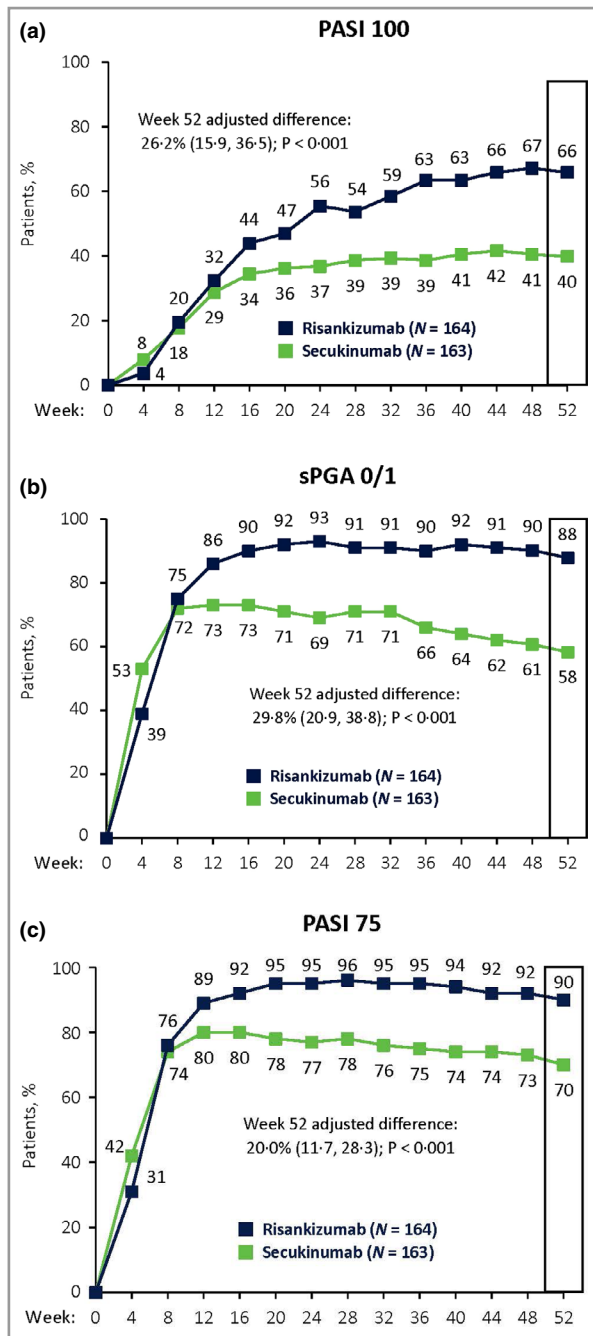 (a)
PASI 100
Patients, %
100
80
60
40
20
0
Week 52 adjusted difference:
26·2% (15·9, 36·5); P < 0·001
4 20 32 44 47 56 54 59 63 63 66 67 66
8 18 29 34 36 37 39 39 39 41 42 41 40
Risankizumab (N = 164)
Secukinumab (N = 163)
Week: 0 4 8 12 16 20 24 28 32 36 40 44 48 52
(b)
sPGA 0/1
Patients, %
100
80
60
40
20
0
39 75 86 90 92 93 91 91 90 92 91 90 88
53 72 73 73 71 69 71 71 66 64 62 61 58
Week 52 adjusted difference:
29·8% (20·9, 38·8); P < 0·001
Risankizumab (N = 164)
Secukinumab (N = 163)
Week: 0 4 8 12 16 20 24 28 32 36 40 44 48 52
(c)
PASI 75
Patients, %
100
80
60
40
20
0
31 76 89 92 95 95 96 95 95 94 92 92 90
42 74 80 80 78 77 78 76 75 74 74 73 70
Week 52 adjusted difference:
20·0% (11·7, 28·3); P < 0·001
Risankizumab (N = 164)
Secukinumab (N = 163)
Week: 0 4 8 12 16 20 24 28 32 36 40 44 48 52